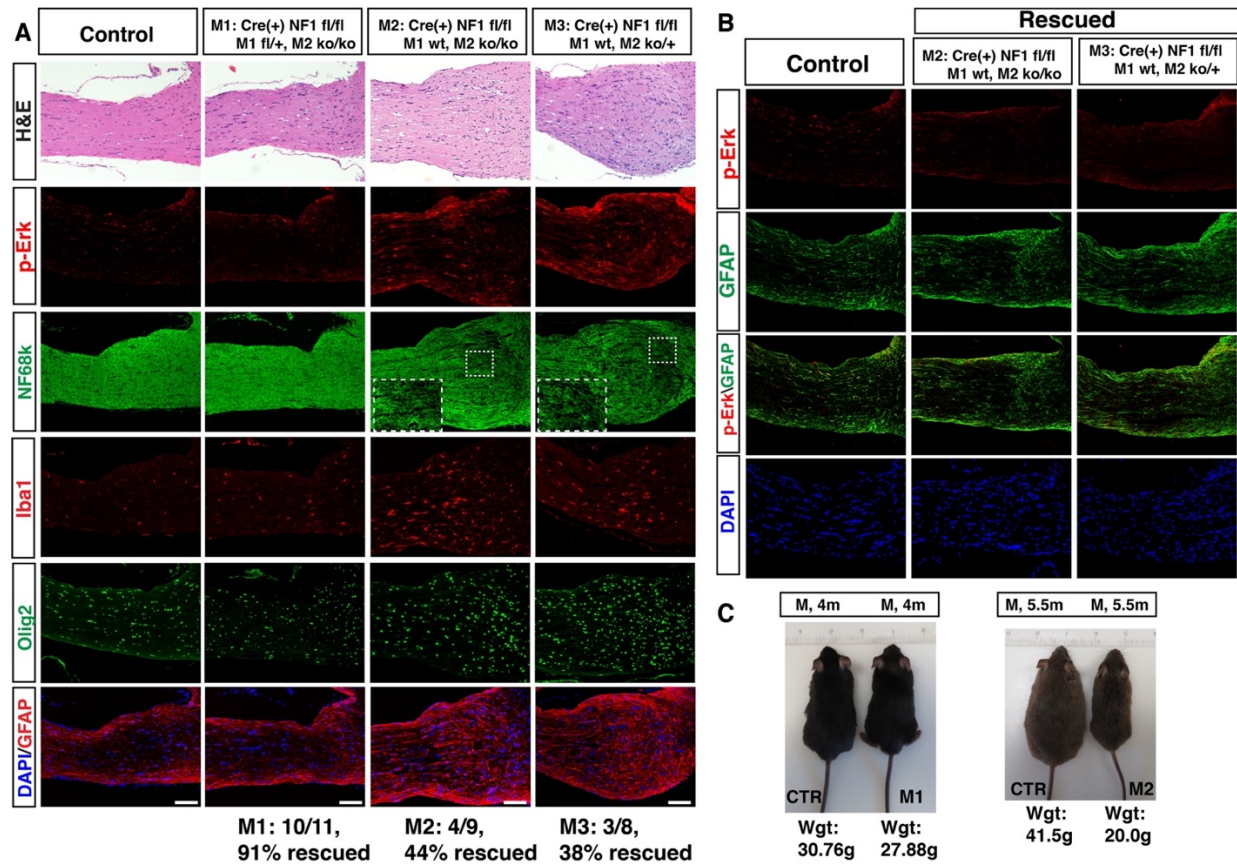 A
Control
M1: Cre(+) NF1 fl/fl
M1 fl/+, M2 ko/ko
M2: Cre(+) NF1 fl/fl
M1 wt, M2 ko/ko
M3: Cre(+) NF1 fl/fl
M1 wt, M2 ko/+
H&E
p-Erk
NF68k
Iba1
Olig2
DAPI/GFAP
M1: 10/11,
91% rescued
M2: 4/9,
44% rescued
M3: 3/8,
38% rescued
B
Rescued
Control
M2: Cre(+) NF1 fl/fl
M1 wt, M2 ko/ko
M3: Cre(+) NF1 fl/fl
M1 wt, M2 ko/+
p-Erk
GFAP
p-Erk\GFAP
DAPI
C
M, 4m M, 4m
CTR M1
Wgt: Wgt:
30.76g 27.88g
M, 5.5m M, 5.5m
CTR M2
Wgt: Wgt:
41.5g 20.0g